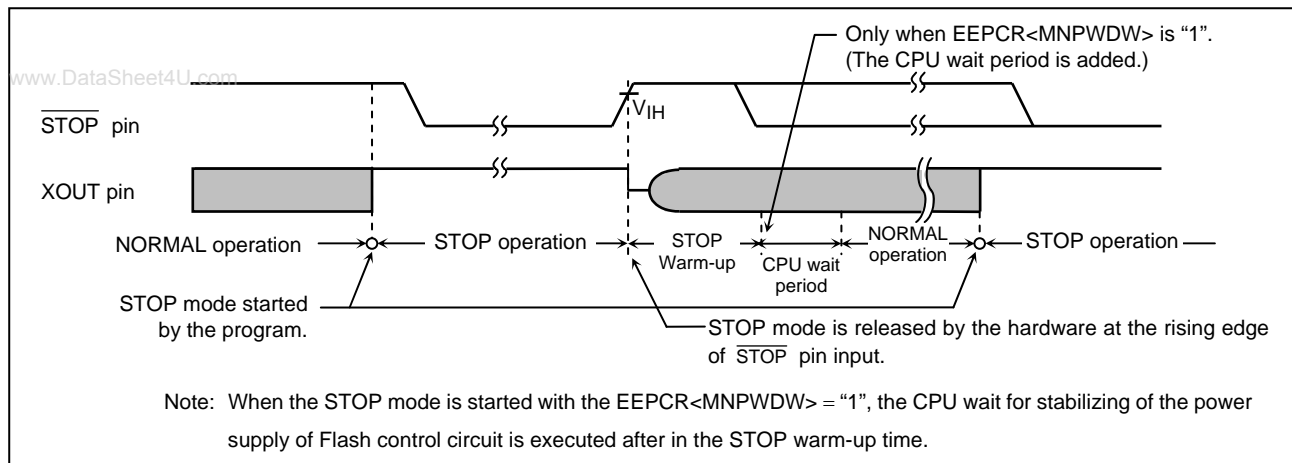 Only when EEPCR<MNPWDW> is “1”.
(The CPU wait period is added.)
www.DataSheet4U.com
VIH
STOP pin
XOUT pin
NORMAL operation
STOP operation
STOP
Warm-up
CPU wait
period
NORMAL
operation
STOP operation
STOP mode started
by the program.
STOP mode is released by the hardware at the rising edge
of STOP pin input.
Note: When the STOP mode is started with the EEPCR<MNPWDW> = “1”, the CPU wait for stabilizing of the power
supply of Flash control circuit is executed after in the STOP warm-up time.